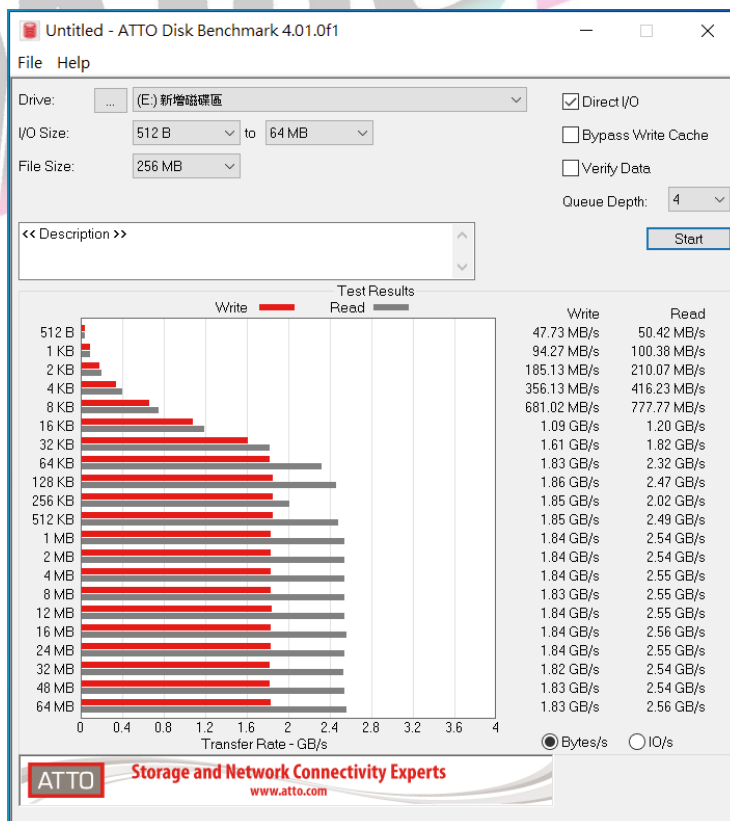 Untitled - ATTO Disk Benchmark 4.01.0f1
File Help
Drive: ... (E:) 新增磁碟區
Direct I/O
I/O Size: 512 B to 64 MB
Bypass Write Cache
File Size: 256 MB
Verify Data
Queue Depth: 4
<< Description >>
Start
Test Results
Write Read Write Read
512 B 47.73 MB/s 50.42 MB/s
1 KB 94.27 MB/s 100.38 MB/s
2 KB 185.13 MB/s 210.07 MB/s
4 KB 356.13 MB/s 416.23 MB/s
8 KB 681.02 MB/s 777.77 MB/s
16 KB 1.09 GB/s 1.20 GB/s
32 KB 1.61 GB/s 1.82 GB/s
64 KB 1.83 GB/s 2.32 GB/s
128 KB 1.86 GB/s 2.47 GB/s
256 KB 1.85 GB/s 2.02 GB/s
512 KB 1.85 GB/s 2.49 GB/s
1 MB 1.84 GB/s 2.54 GB/s
2 MB 1.84 GB/s 2.54 GB/s
4 MB 1.84 GB/s 2.55 GB/s
8 MB 1.83 GB/s 2.55 GB/s
12 MB 1.84 GB/s 2.55 GB/s
16 MB 1.84 GB/s 2.56 GB/s
24 MB 1.84 GB/s 2.55 GB/s
32 MB 1.82 GB/s 2.54 GB/s
48 MB 1.83 GB/s 2.54 GB/s
64 MB 1.83 GB/s 2.56 GB/s
0 0.4 0.8 1.2 1.6 2 2.4 2.8 3.2 3.6 4
Transfer Rate - GB/s
Bytes/s IO/s
ATTO Storage and Network Connectivity Experts
www.atto.com